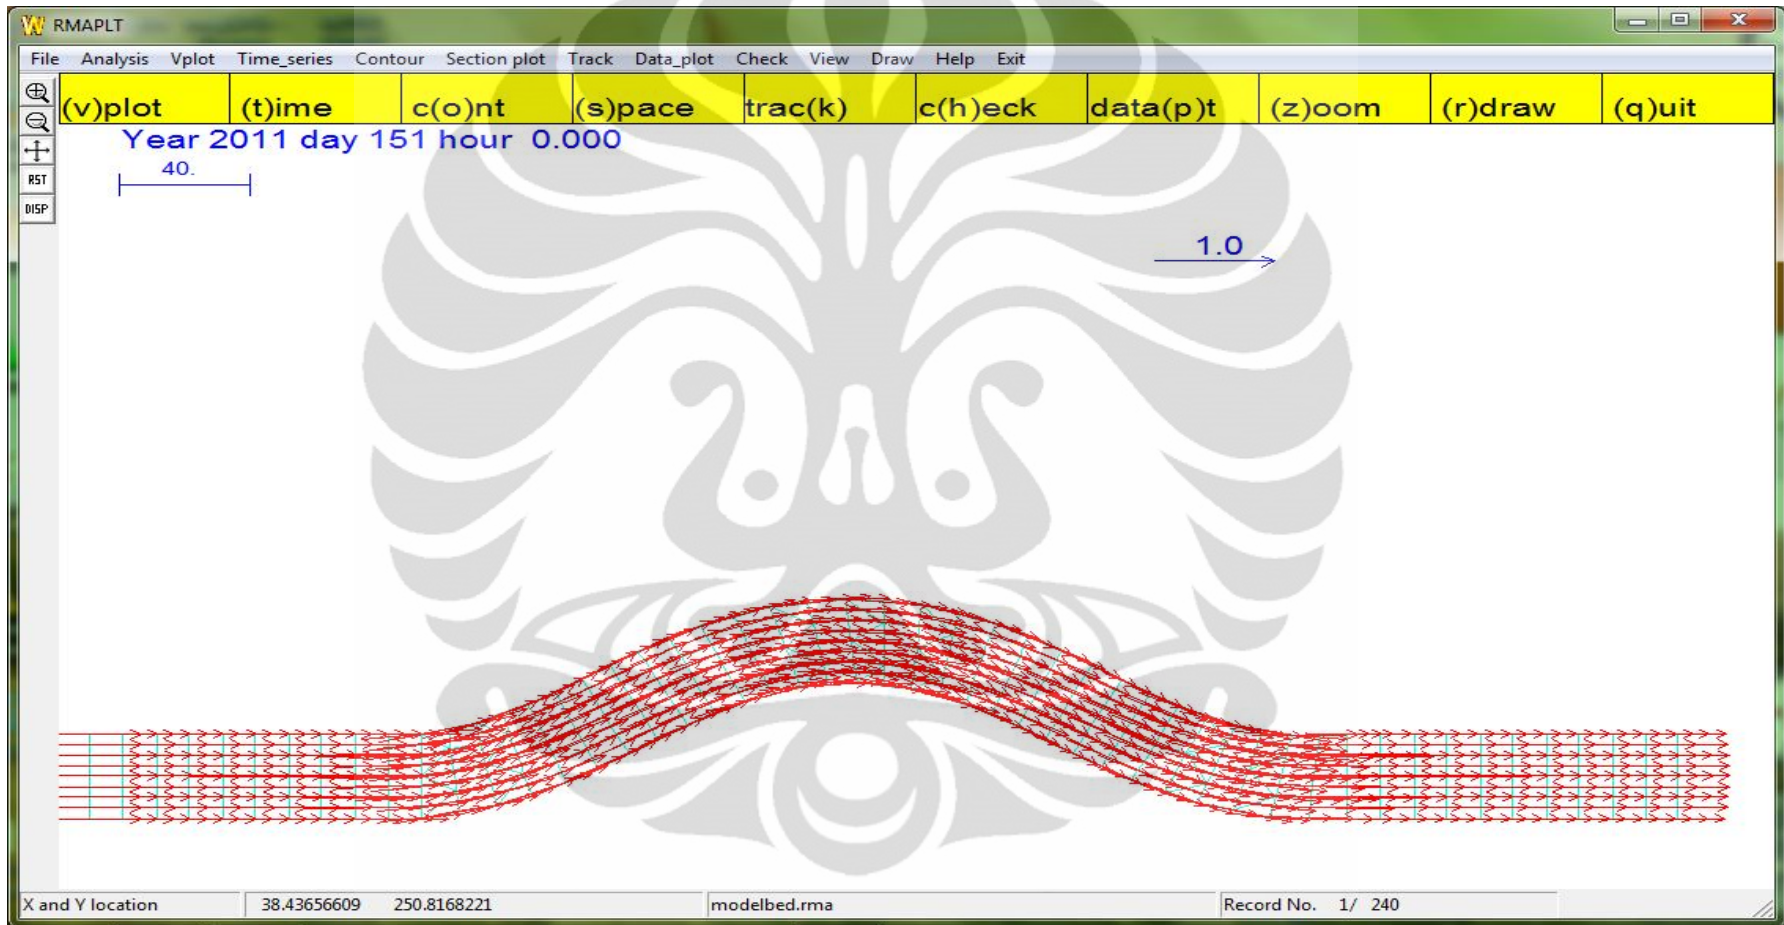 RMAPLT
File Analysis Vplot Time_series Contour Section plot Track Data_plot Check View Draw Help Exit
(v)plot (t)ime c(o)nt (s)pace trac(k) c(h)eck data(p)t (z)oom (r)draw (q)uit
Year 2011 day 151 hour 0.000
40.
RST
DISP
1.0
X and Y location 38.43656609 250.8168221 modelbed.rma Record No. 1/ 240